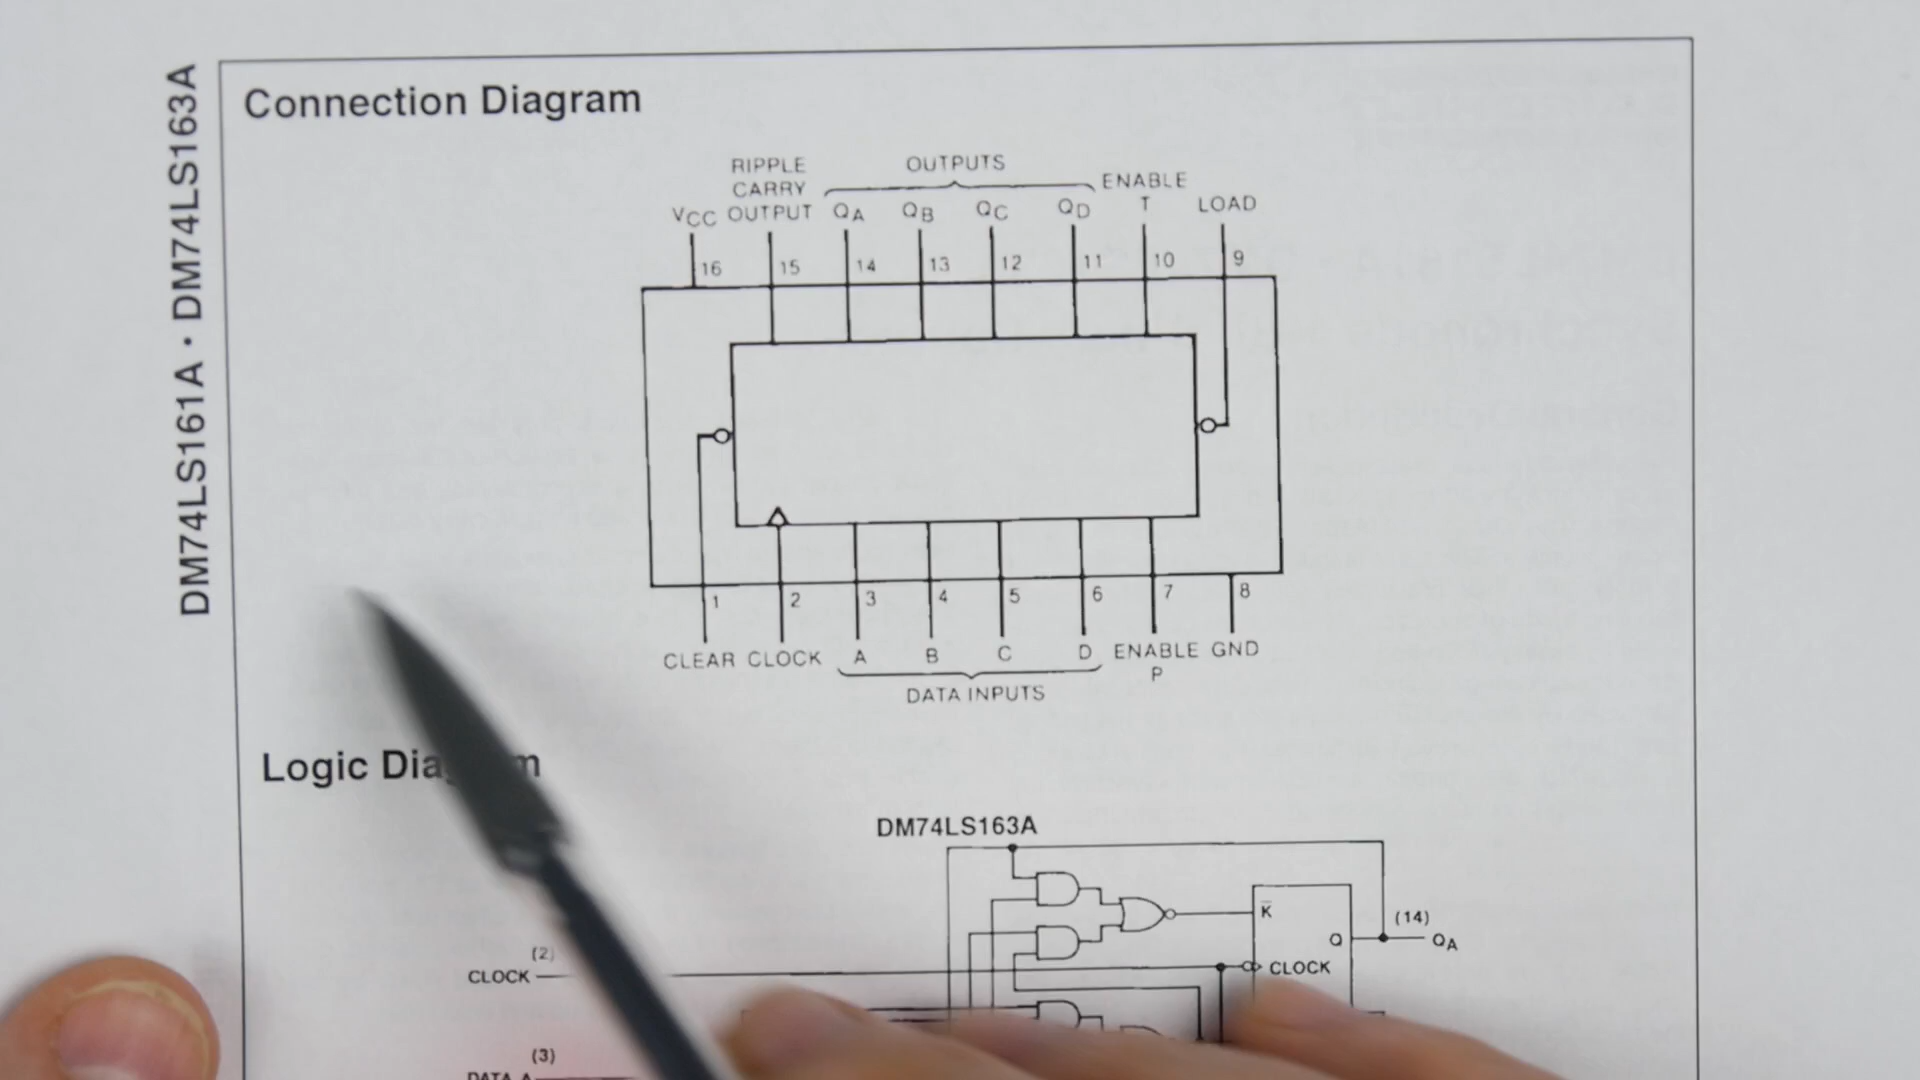 DM74LS161A • DM74LS163A
Connection Diagram
RIPPLE CARRY OUTPUT
OUTPUTS
ENABLE T
VCC
QA QB QC QD
LOAD
16 15 14 13 12 11 10 9
1 2 3 4 5 6 7 8
CLEAR CLOCK A B C D ENABLE P GND
DATA INPUTS
Logic
DM74LS163A
K̅
(14)
Q
QA
(2)
CLOCK
CLOCK
(3)
DATA A